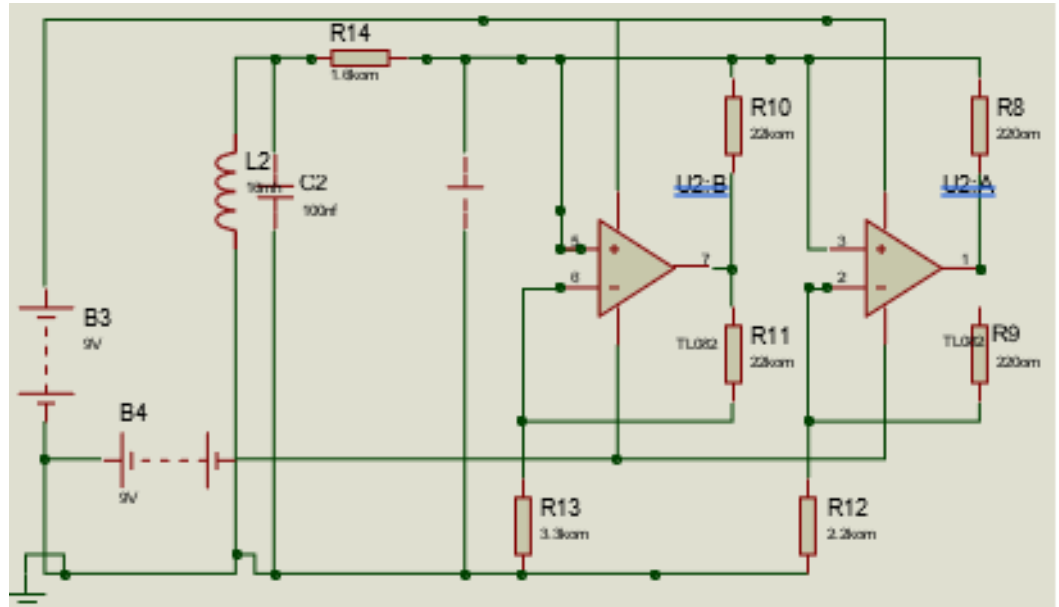 R14
1.6kom
R10
22kom
R8
220om
L2
C2
100nf
U2:B
U2:A
5
6
7
3
2
1
B3
9V
R11
22kom
TL082
R9
220om
TL082
B4
9V
R13
3.3kom
R12
2.2kom